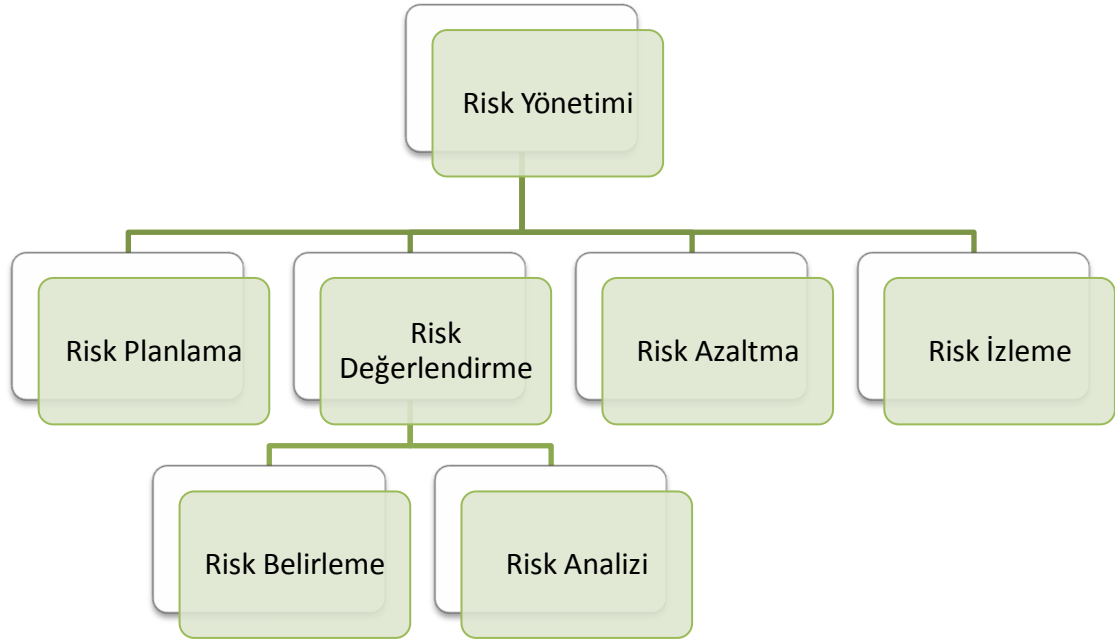 Risk Yönetimi
Risk Planlama
Risk
Değerlendirme
Risk Azaltma
Risk İzleme
Risk Belirleme
Risk Analizi